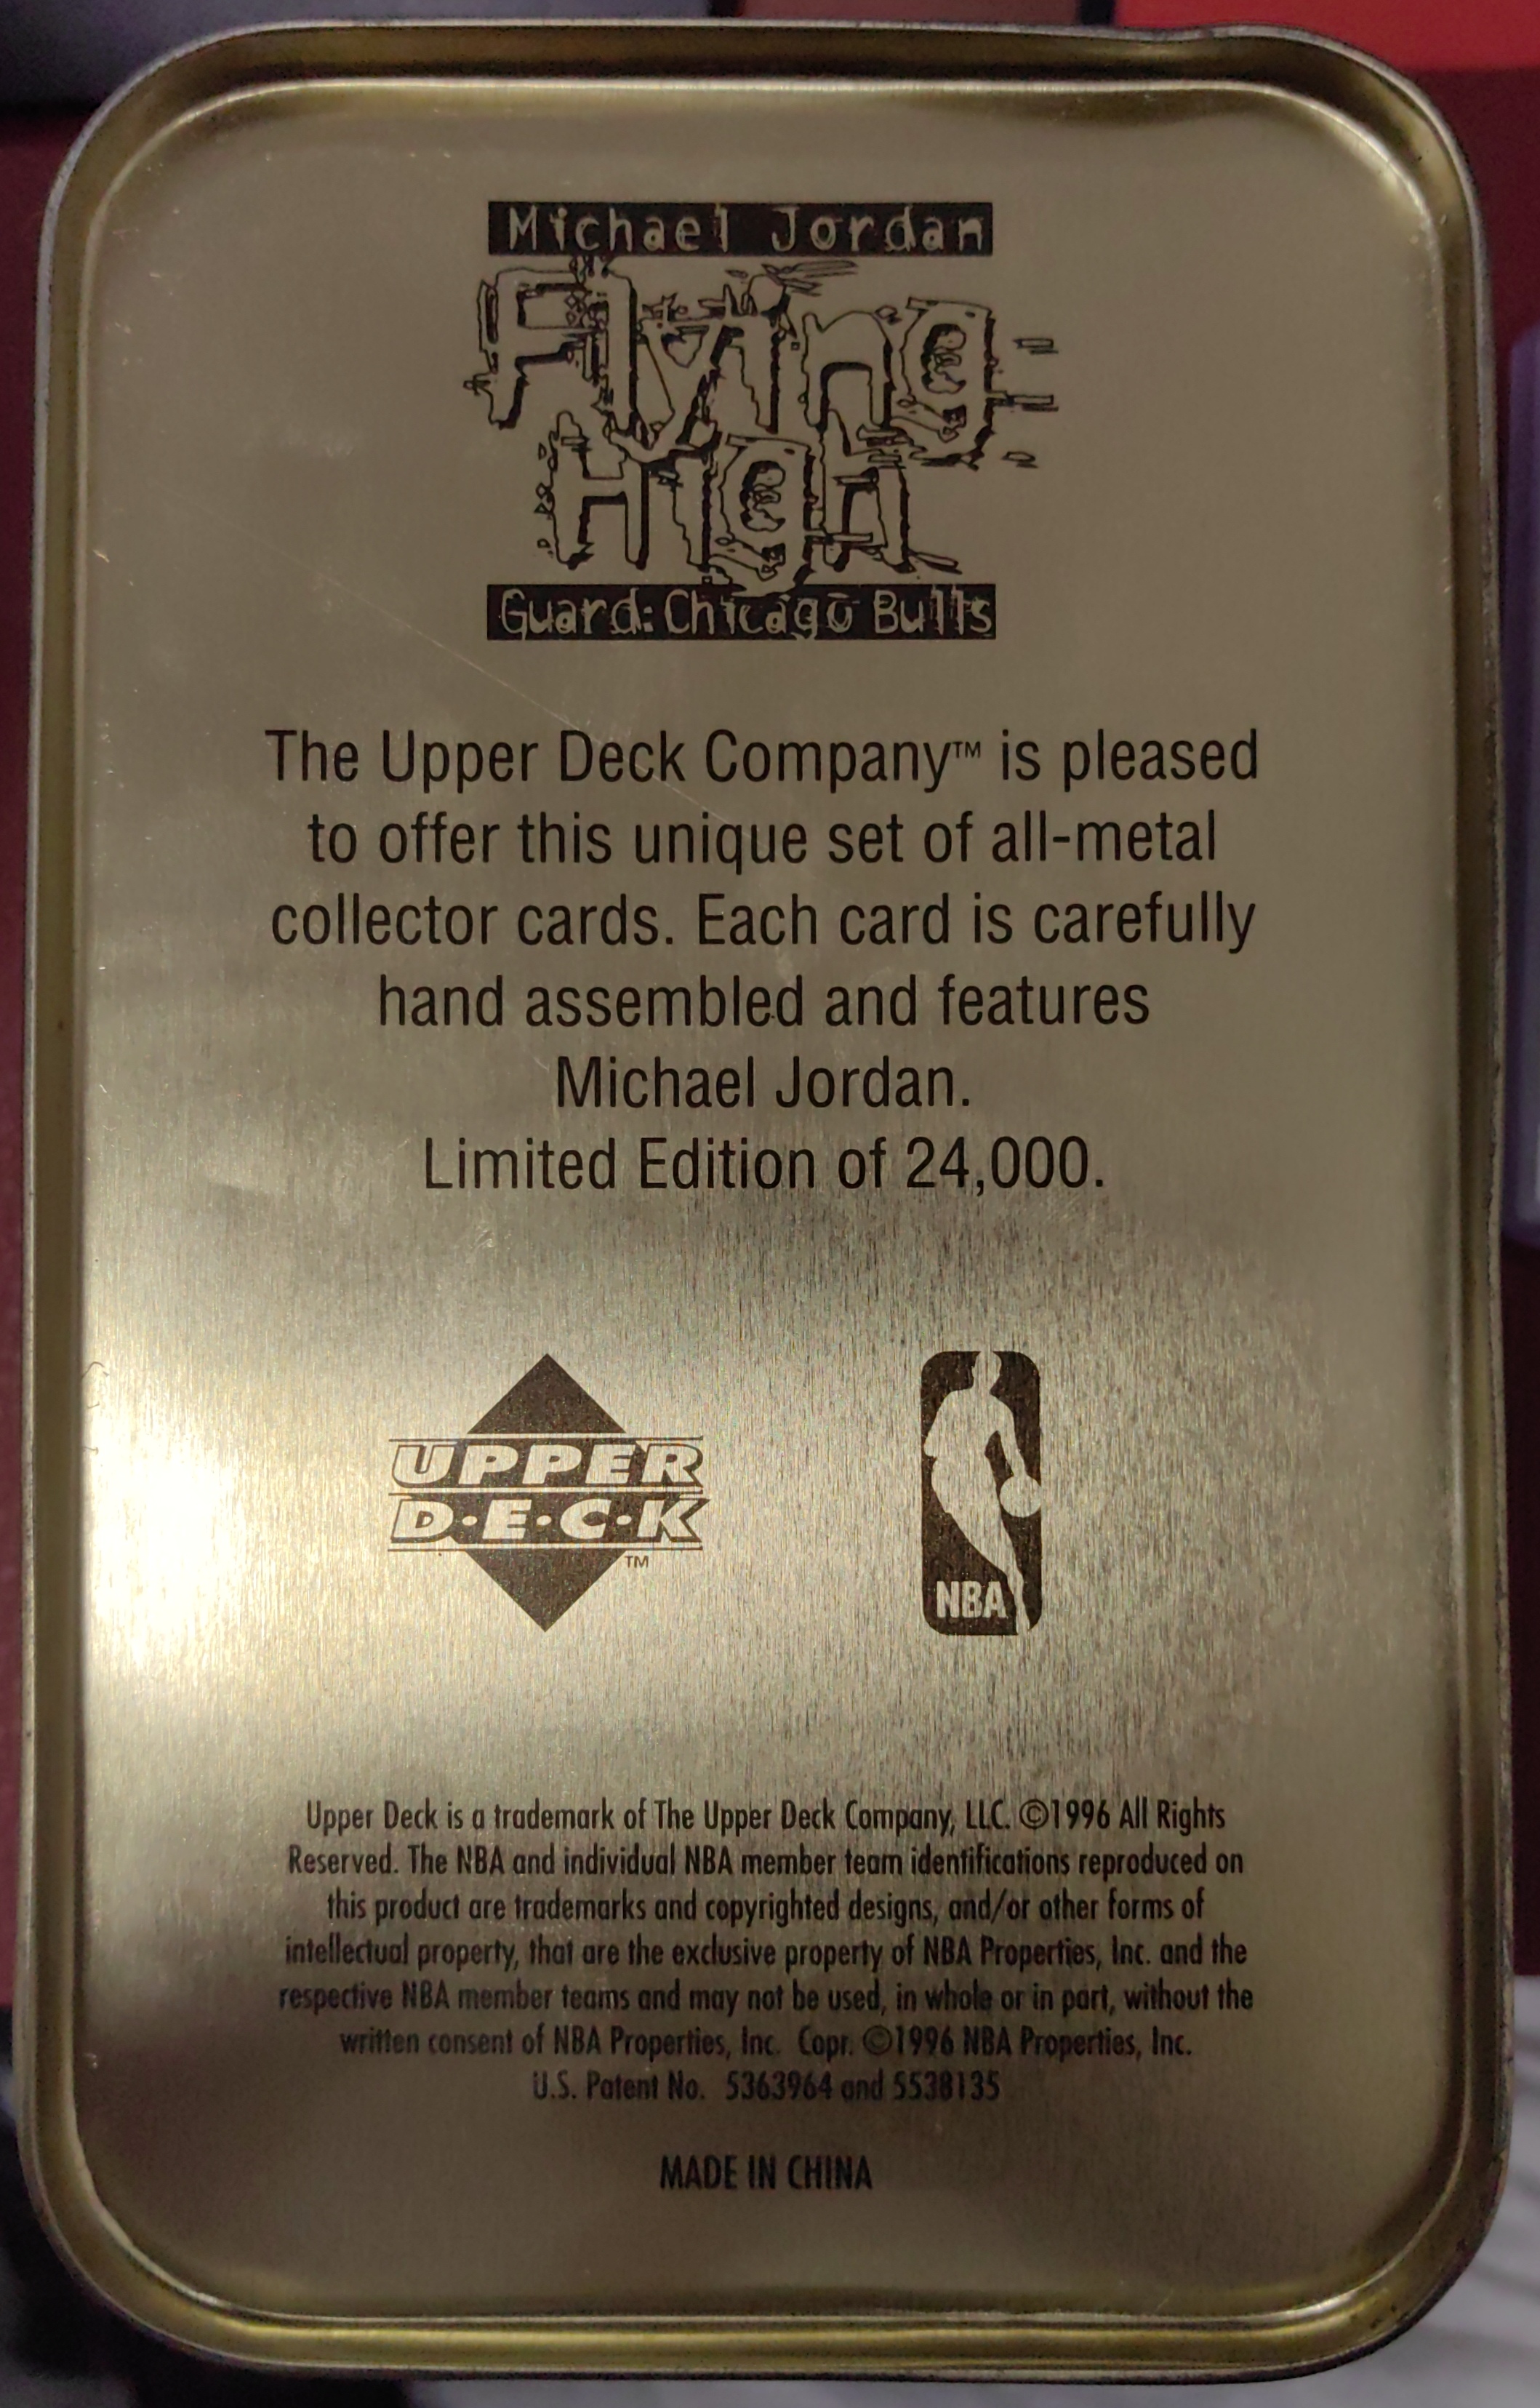 Michael Jordan
Flying
High
Guard: Chicago Bulls
The Upper Deck Company™ is pleased
to offer this unique set of all-metal
collector cards. Each card is carefully
hand assembled and features
Michael Jordan.
Limited Edition of 24,000.
UPPER
D·E·C·K
TM
NBA
Upper Deck is a trademark of The Upper Deck Company, LLC. ©1996 All Rights
Reserved. The NBA and individual NBA member team identifications reproduced on
this product are trademarks and copyrighted designs, and/or other forms of
intellectual property, that are the exclusive property of NBA Properties, Inc. and the
respective NBA member teams and may not be used, in whole or in part, without the
written consent of NBA Properties, Inc. Copr. ©1996 NBA Properties, Inc.
U.S. Patent No. 5363964 and 5538135
MADE IN CHINA